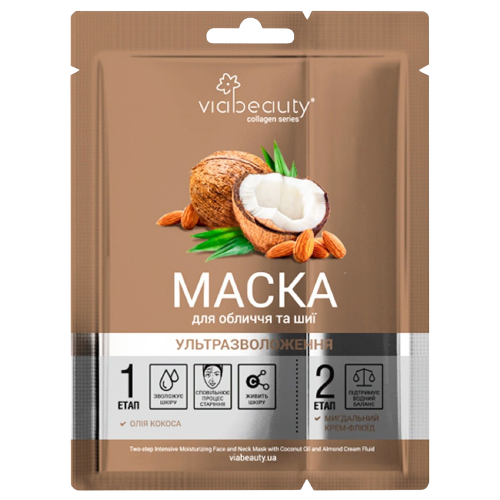 viabeauty®
collagen series
МАСКА
для обличчя та шиї
УЛЬТРАЗВОЛОЖЕННЯ
1 ЕТАП
ЗВОЛОЖУЄ ШКІРУ
СПОВІЛЬНЮЄ ПРОЦЕС СТАРІННЯ
C
ЖИВИТЬ ШКІРУ
• ОЛІЯ КОКОСА
2 ЕТАП
ПІДТРИМУЄ ВОДНИЙ БАЛАНС
• МИГДАЛЬНИЙ КРЕМ-ФЛЮЇД
Two-step Intensive Moisturizing Face and Neck Mask with Coconut Oil and Almond Cream Fluid
viabeauty.ua